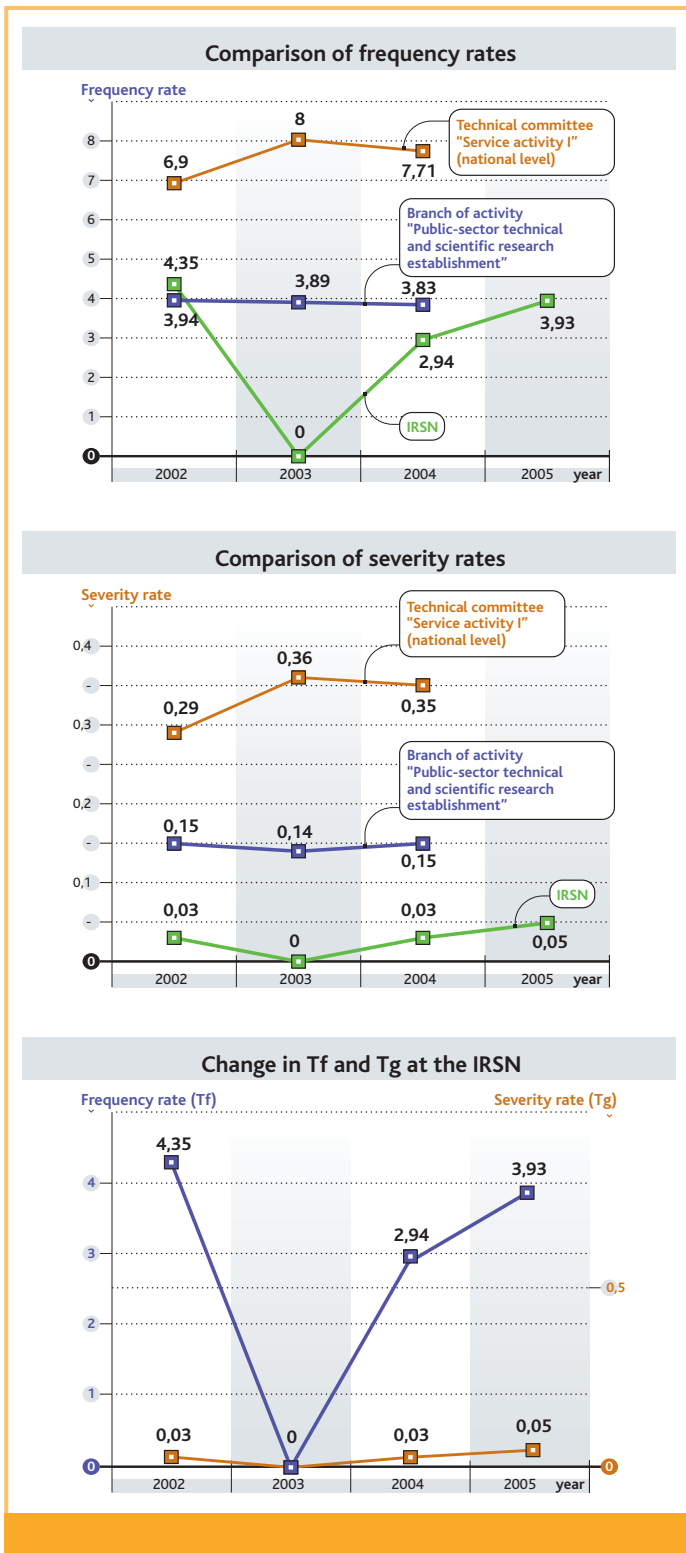 Comparison of frequency rates
Frequency rate
8
7
6
5
4
3
2
1
0
6,9
8
7,71
Technical committee
"Service activity I"
(national level)
Branch of activity
"Public-sector technical
and scientific research
establishment"
4,35
3,94
3,89
3,83
0
2,94
3,93
IRSN
2002
2003
2004
2005
year
Comparison of severity rates
Severity rate
0,4
-
0,3
-
0,2
-
0,1
-
0
0,29
0,36
0,35
Technical committee
"Service activity I"
(national level)
Branch of activity
"Public-sector technical
and scientific research
establishment"
0,15
0,14
0,15
0,03
0
0,03
0,05
IRSN
2002
2003
2004
2005
year
Change in Tf and Tg at the IRSN
Frequency rate (Tf)
Severity rate (Tg)
4
3
2
1
0
4,35
2,94
3,93
0,5
0,03
0
0,03
0,05
0
2002
2003
2004
2005
year